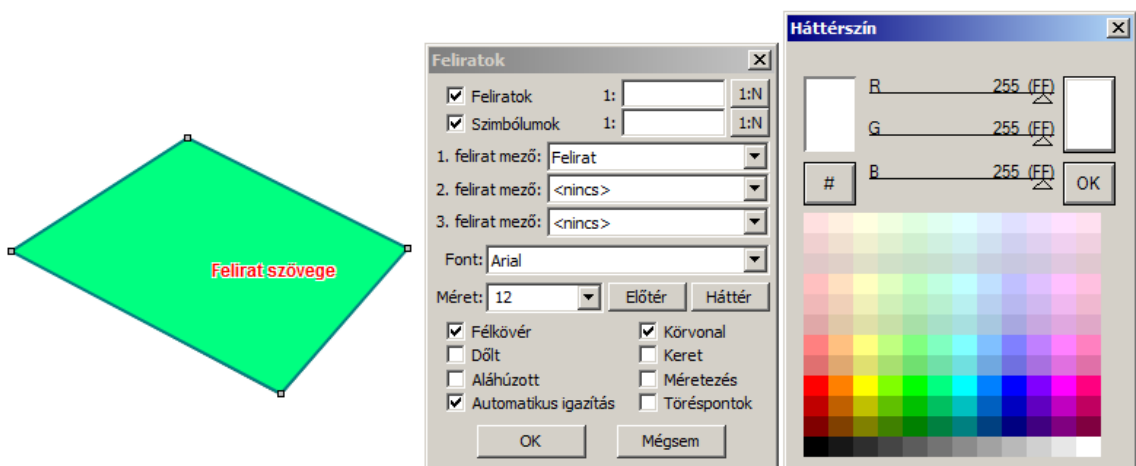 Felirat szövege
Feliratok
Feliratok 1: 1:N
Szimbólumok 1: 1:N
1. felirat mező: Felirat
2. felirat mező: <nincs>
3. felirat mező: <nincs>
Font: Arial
Méret: 12 Előtér Háttér
Félkövér Körvonal
Dőlt Keret
Aláhúzott Méretezés
Automatikus igazítás Töréspontok
OK Mégsem
Háttérszín
R 255 (FF)
G 255 (FF)
B 255 (FF)
# OK